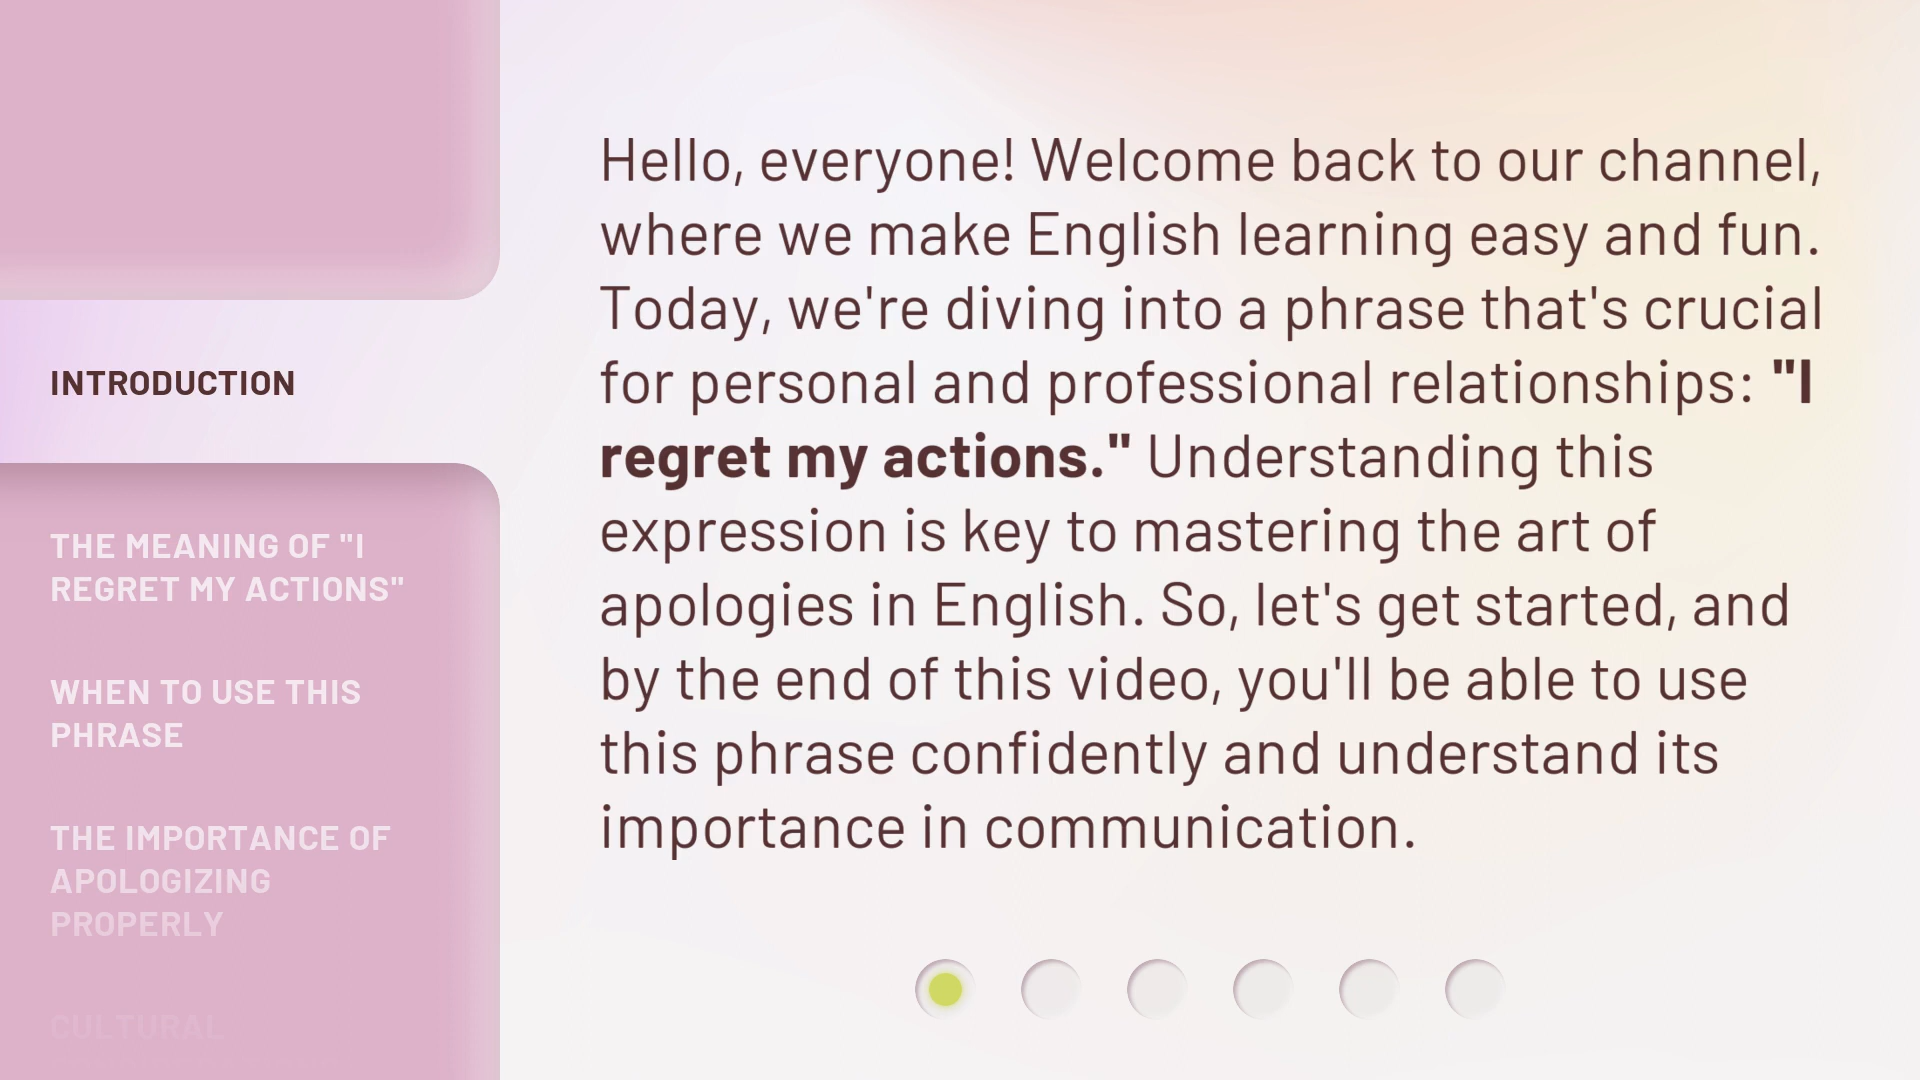 INTRODUCTION
THE MEANING OF "I
REGRET MY ACTIONS"
WHEN TO USE THIS
PHRASE
THE IMPORTANCE OF
APOLOGIZING
PROPERLY
CULTURAL
Hello, everyone! Welcome back to our channel,
where we make English learning easy and fun.
Today, we're diving into a phrase that's crucial
for personal and professional relationships: "I
regret my actions." Understanding this
expression is key to mastering the art of
apologies in English. So, let's get started, and
by the end of this video, you'll be able to use
this phrase confidently and understand its
importance in communication.